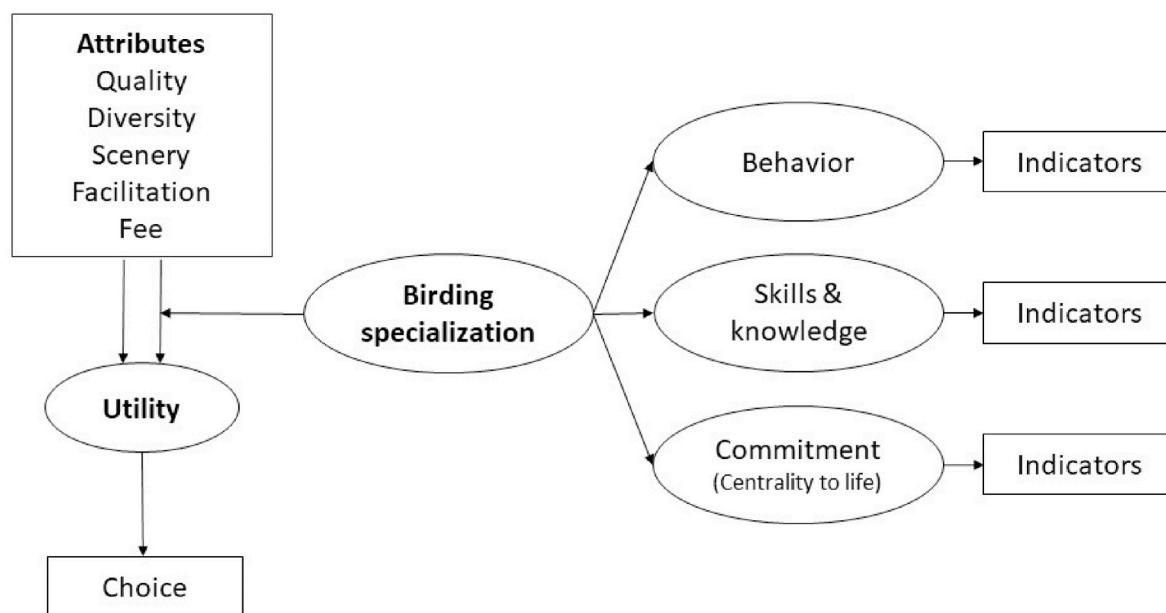 Attributes
Quality
Diversity
Scenery
Facilitation
Fee
Behavior
Indicators
Birding
specialization
Skills &
knowledge
Indicators
Utility
Commitment
(Centrality to life)
Indicators
Choice